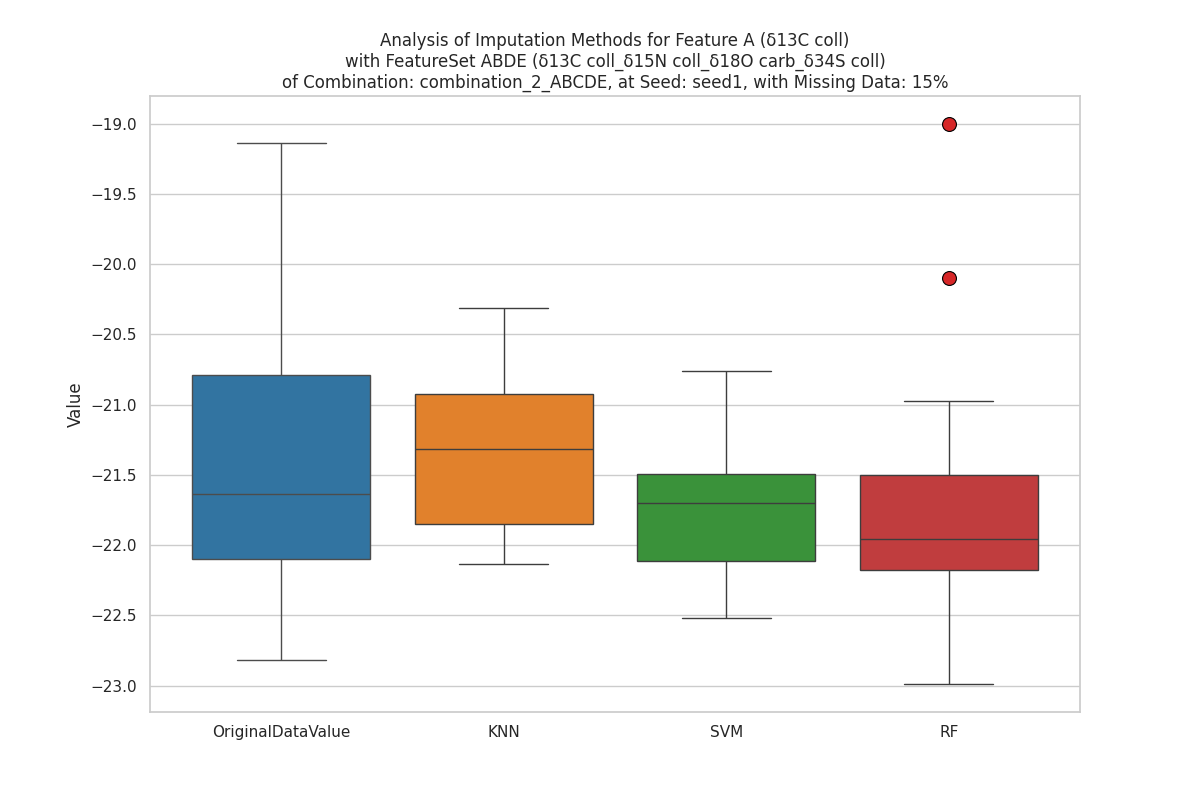 Analysis of Imputation Methods for Feature A (δ13C coll)
with FeatureSet ABDE (δ13C coll_δ15N coll_δ18O carb_δ34S coll)
of Combination: combination_2_ABCDE, at Seed: seed1, with Missing Data: 15%
−19.0
−19.5
−20.0
−20.5
−21.0
−21.5
−22.0
−22.5
−23.0
Value
OriginalDataValue
KNN
SVM
RF